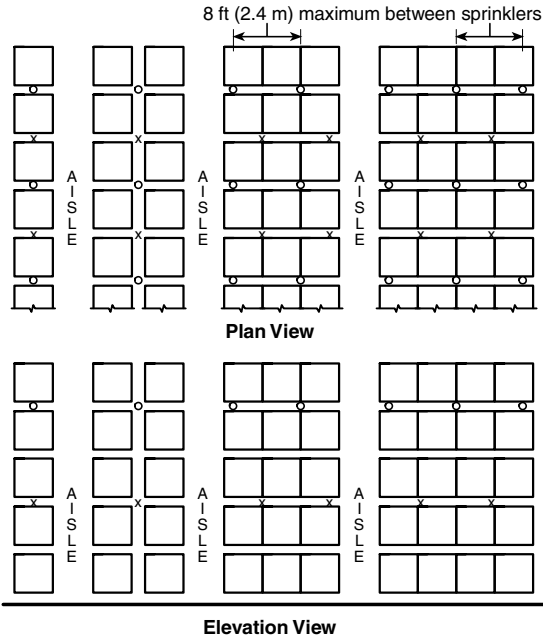 8 ft (2.4 m) maximum between sprinklers
x x x x x x
AISLE AISLE AISLE
x x x x x x
Plan View
AISLE AISLE AISLE
x x x x x x
Elevation View